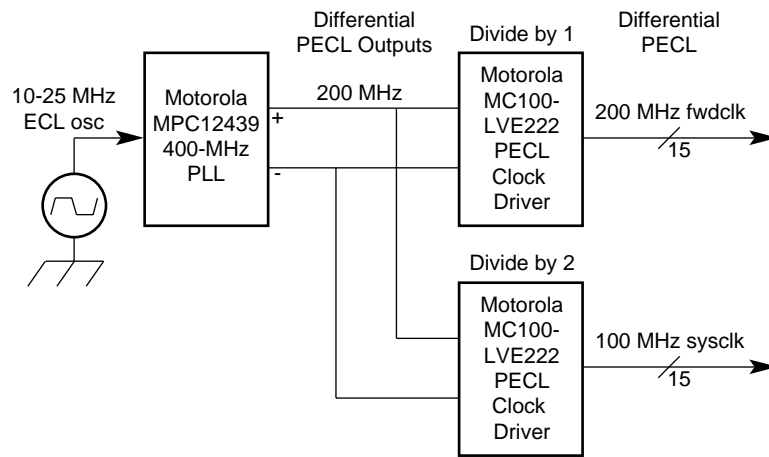 Differential
PECL Outputs
Divide by 1
Differential
PECL
10-25 MHz
ECL osc
Motorola
MPC12439
400-MHz
PLL
+
-
200 MHz
Motorola
MC100-
LVE222
PECL
Clock
Driver
200 MHz fwdclk
15
Divide by 2
Motorola
MC100-
LVE222
PECL
Clock
Driver
100 MHz sysclk
15